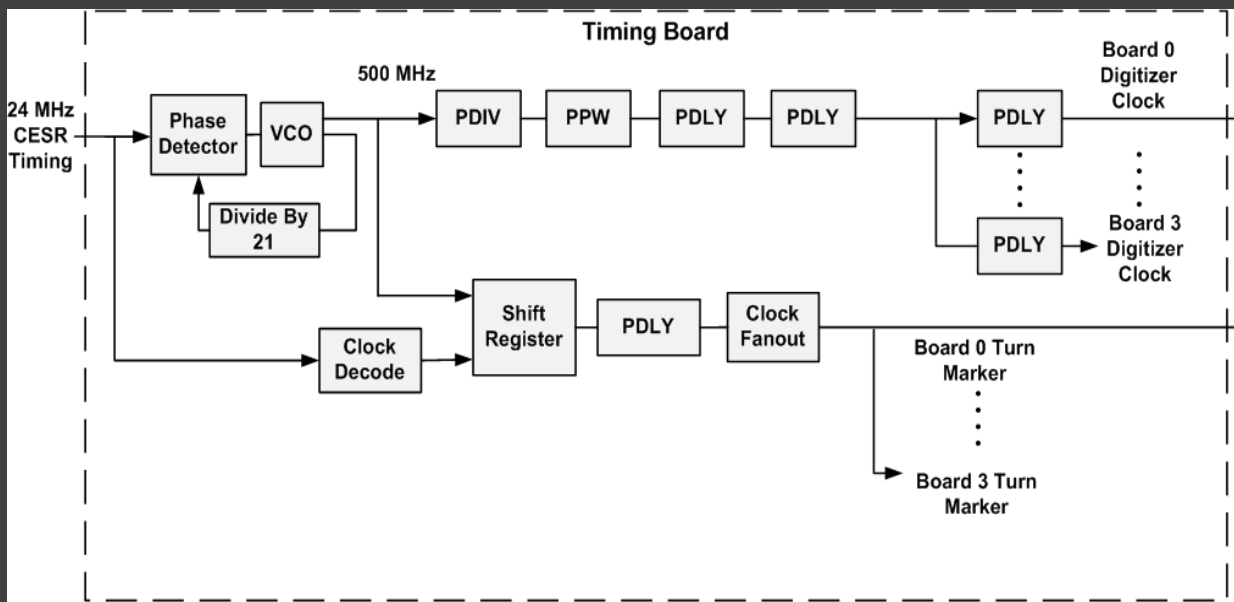 Timing Board
500 MHz
24 MHz
CESR
Timing
Phase
Detector
VCO
Divide By
21
PDIV
PPW
PDLY
PDLY
PDLY
Board 0
Digitizer
Clock
PDLY
Board 3
Digitizer
Clock
Clock
Decode
Shift
Register
PDLY
Clock
Fanout
Board 0 Turn
Marker
Board 3 Turn
Marker